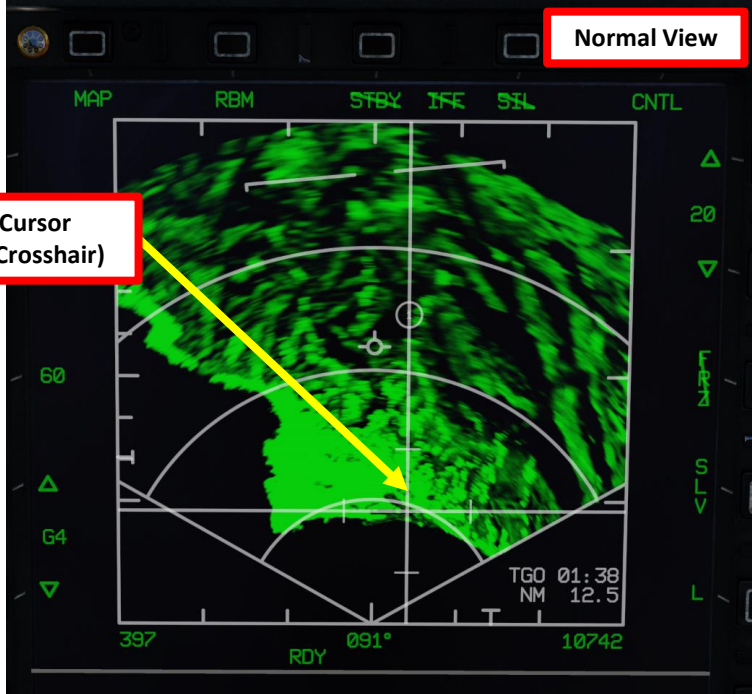 Normal View
MAP RBM STBY IFF SIL CNTL
20
Cursor
Crosshair)
60
FRZ
SLV
G4
TGO 01:38
NM 12.5
L
397 091° 10742
RDY